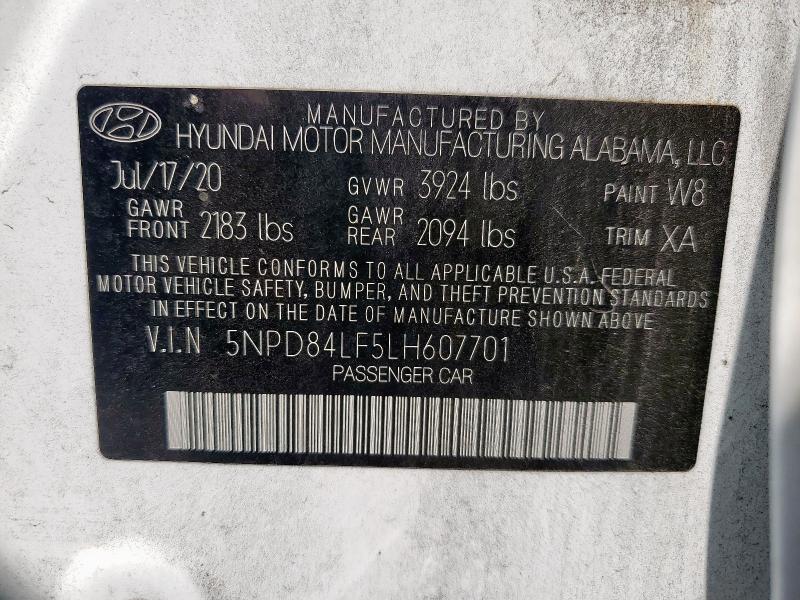 MANUFACTURED BY
HYUNDAI MOTOR MANUFACTURING ALABAMA, LLC
Jul/17/20 GVWR 3924 lbs PAINT W8
GAWR FRONT 2183 lbs GAWR REAR 2094 lbs TRIM XA
THIS VEHICLE CONFORMS TO ALL APPLICABLE U.S.A. FEDERAL
MOTOR VEHICLE SAFETY, BUMPER, AND THEFT PREVENTION STANDARDS
IN EFFECT ON THE DATE OF MANUFACTURE SHOWN ABOVE
V.I.N 5NPD84LF5LH607701
PASSENGER CAR